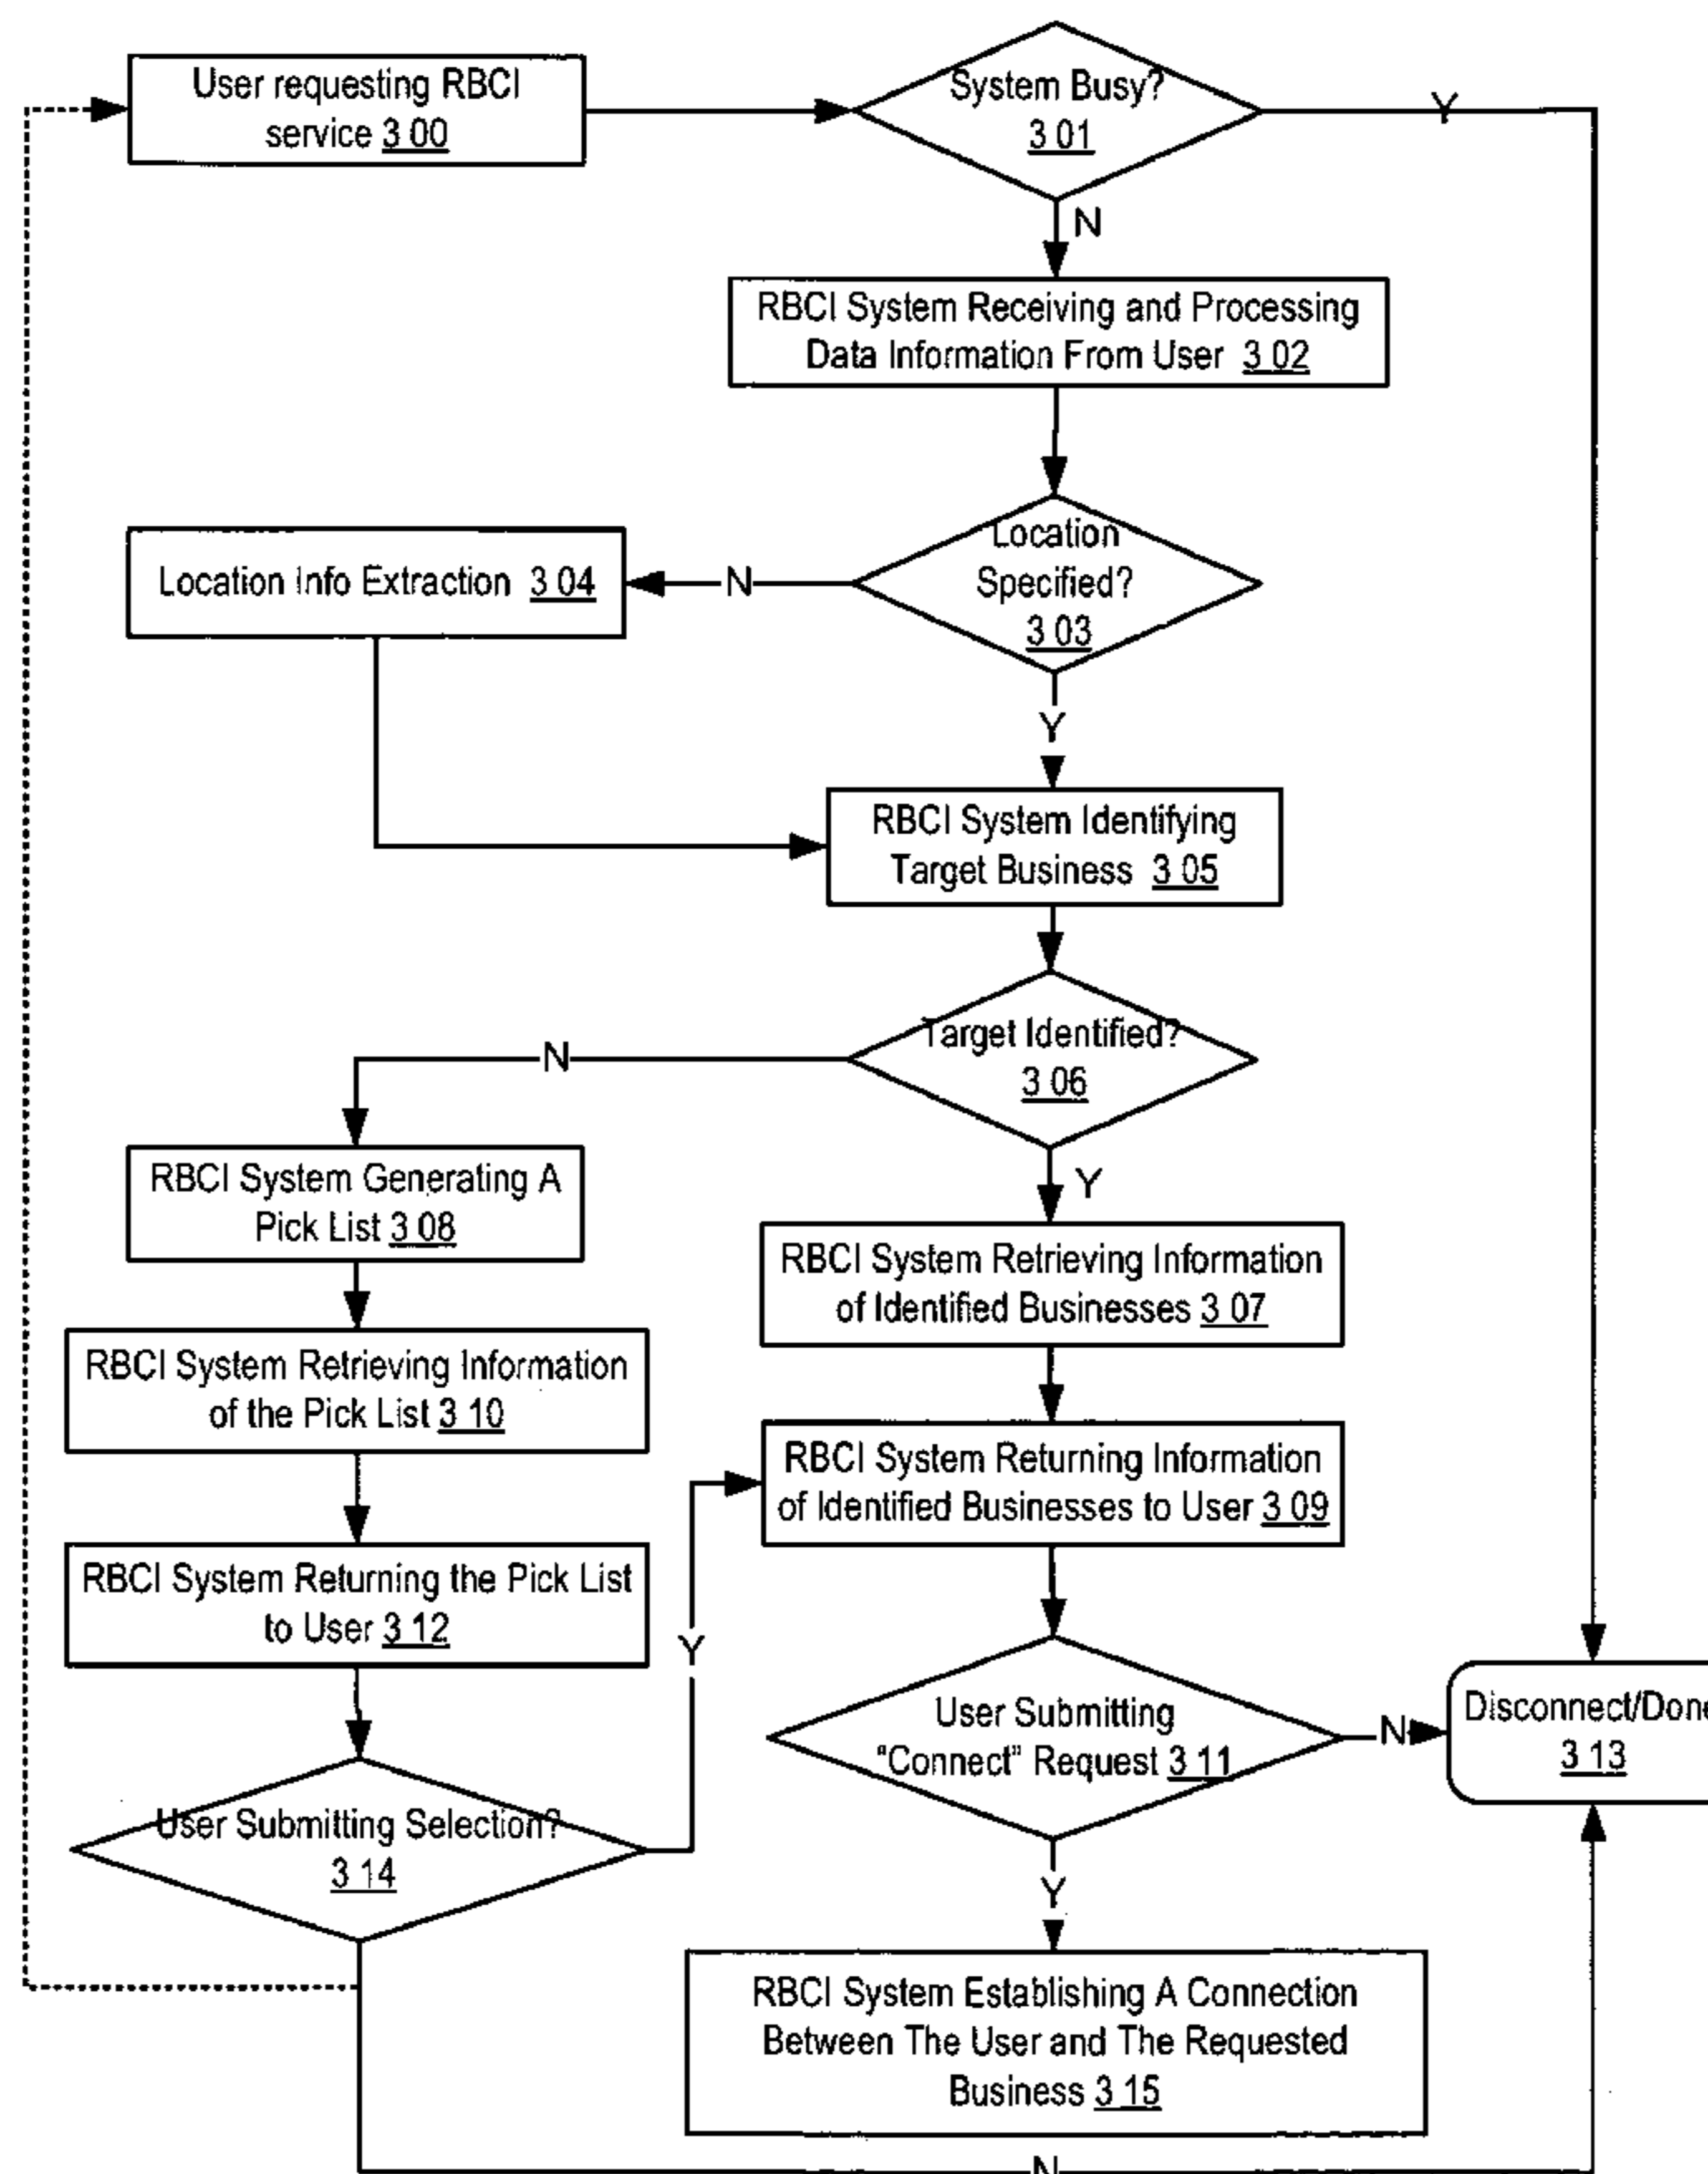 User requesting RBCI
service 3 00
System Busy?
3 01
Y
N
RBCI System Receiving and Processing
Data Information From User 3 02
Location
Specified?
3 03
N
Location Info Extraction 3 04
Y
RBCI System Identifying
Target Business 3 05
Target Identified?
3 06
N
Y
RBCI System Generating A
Pick List 3 08
RBCI System Retrieving Information
of Identified Businesses 3 07
RBCI System Retrieving Information
of the Pick List 3 10
RBCI System Returning Information
of Identified Businesses to User 3 09
RBCI System Returning the Pick List
to User 3 12
Y
User Submitting
"Connect" Request 3 11
N
Disconnect/Done
3 13
User Submitting Selection?
3 14
Y
RBCI System Establishing A Connection
Between The User and The Requested
Business 3 15
N